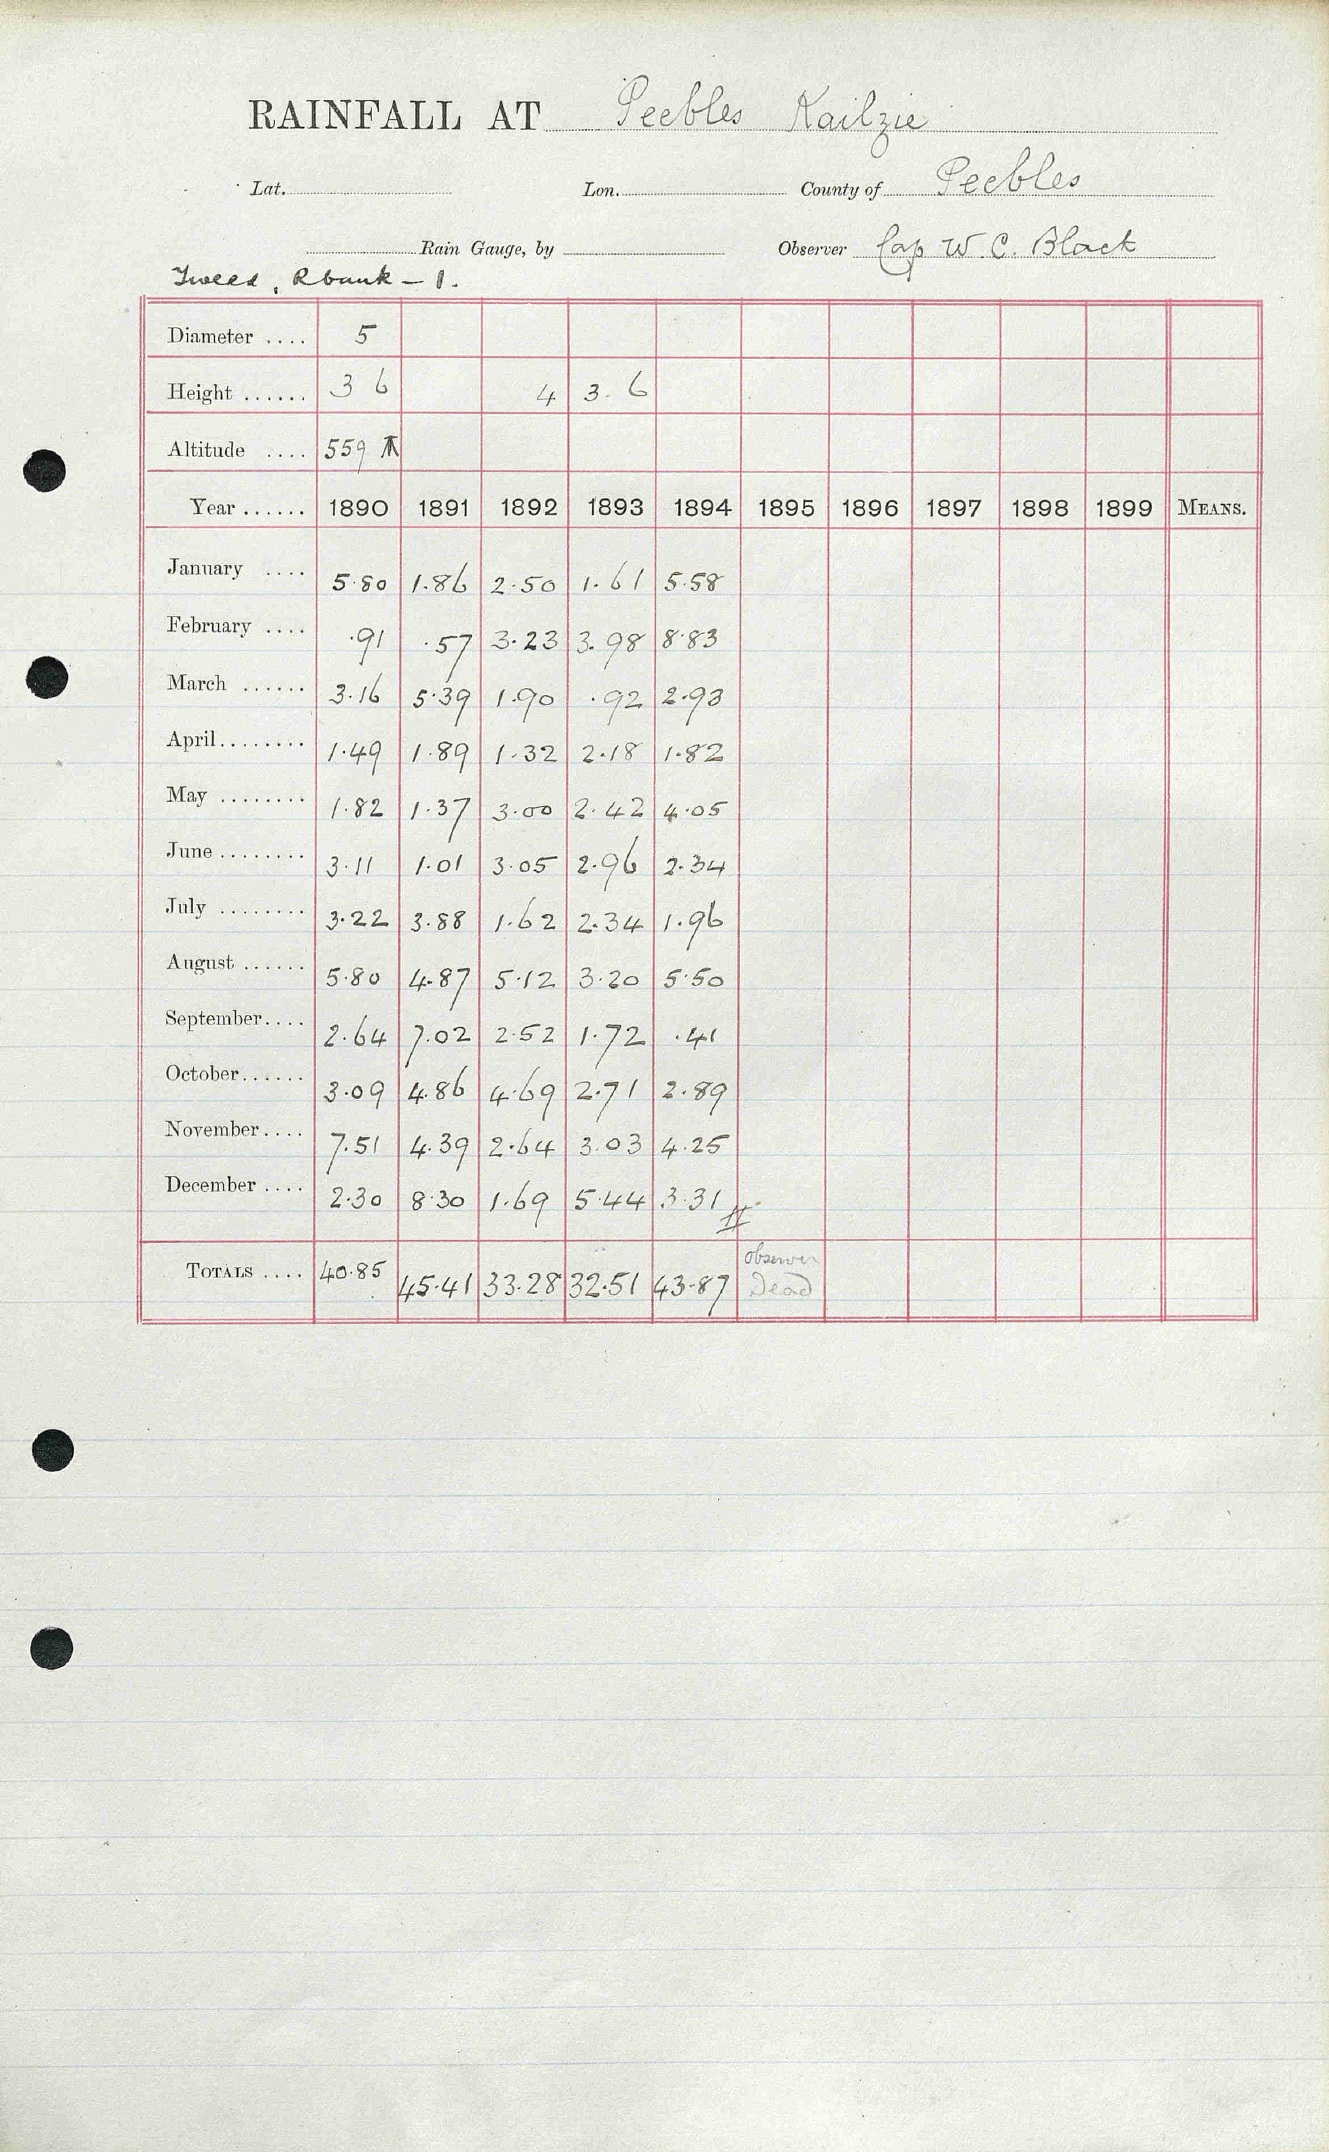 RAINFALL AT Peebles Kailzie
Lat. Lon. County of Peebles
Rain Gauge, by Observer Cap W. C. Black
Tweed, Rbank - 1.
Diameter .... 5
Height ...... 3 6 4 3. 6
Altitude .... 559
Year ...... 1890 1891 1892 1893 1894 1895 1896 1897 1898 1899 MEANS.
January .... 5.80 1.86 2.50 1.61 5.58
February .... .91 .57 3.23 3.98 8.83
March ...... 3.16 5.39 1.90 .92 2.93
April ........ 1.49 1.89 1.32 2.18 1.82
May ........ 1.82 1.37 3.00 2.42 4.05
June ........ 3.11 1.01 3.05 2.96 2.34
July ........ 3.22 3.88 1.62 2.34 1.96
August ...... 5.80 4.87 5.12 3.20 5.50
September .... 2.64 7.02 2.52 1.72 .41
October ...... 3.09 4.86 4.69 2.71 2.89
November .... 7.51 4.39 2.64 3.03 4.25
December .... 2.30 8.30 1.69 5.44 3.31
TOTALS .... 40.85 45.41 33.28 32.51 43.87 Observer
Dead